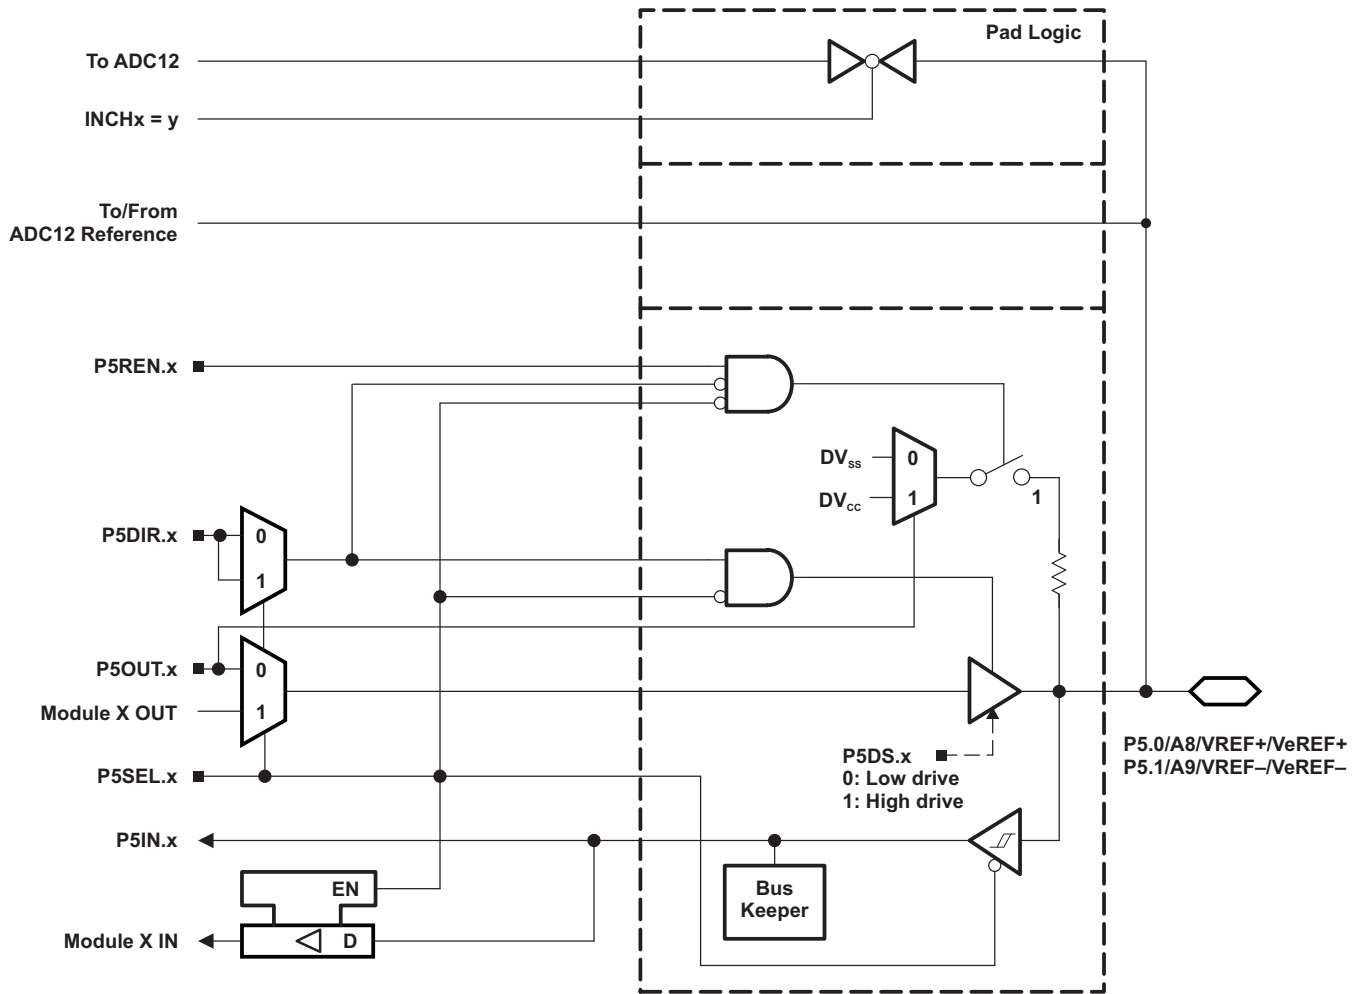 Pad Logic
To ADC12
INCHx = y
To/From
ADC12 Reference
P5REN.x
DVss
0
DVcc
1
1
P5DIR.x
0
1
P5OUT.x
0
Module X OUT
1
P5DS.x
0: Low drive
1: High drive
P5.0/A8/VREF+/VeREF+
P5.1/A9/VREF–/VeREF–
P5SEL.x
P5IN.x
EN
Bus
Keeper
Module X IN
D